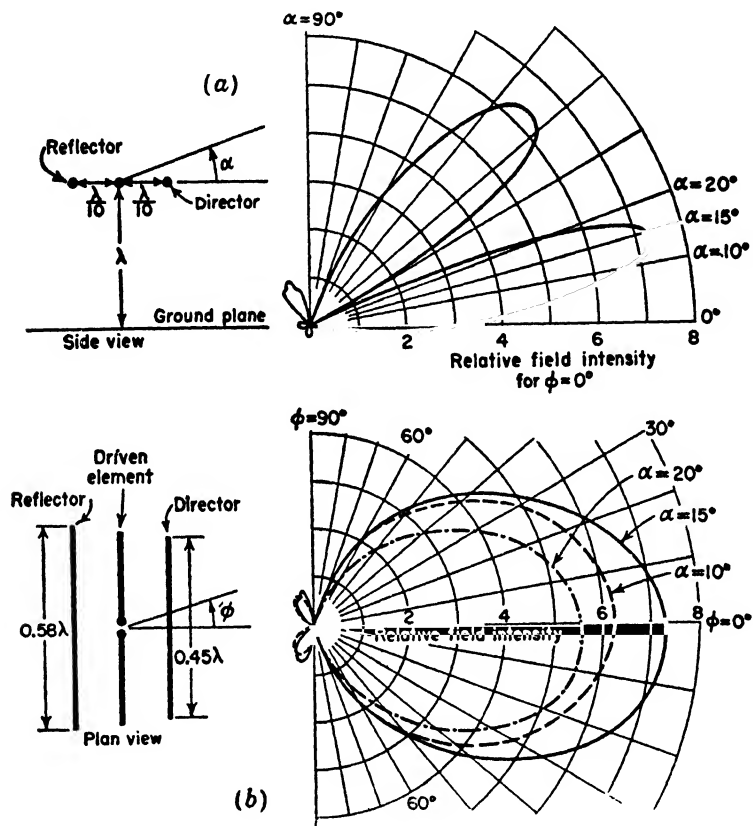 α=90°
(a)
Reflector
α
λ/10
λ/10
Director
λ
Ground plane
Side view
α=20°
α=15°
α=10°
0°
2
4
6
8
Relative field intensity
for ϕ=0°
ϕ=90°
60°
30°
α=20°
α=15°
α=10°
Driven
element
Reflector
Director
ϕ
0.58λ
0.45λ
Plan view
2
4
6
8
ϕ=0°
Relative field intensity
60°
(b)